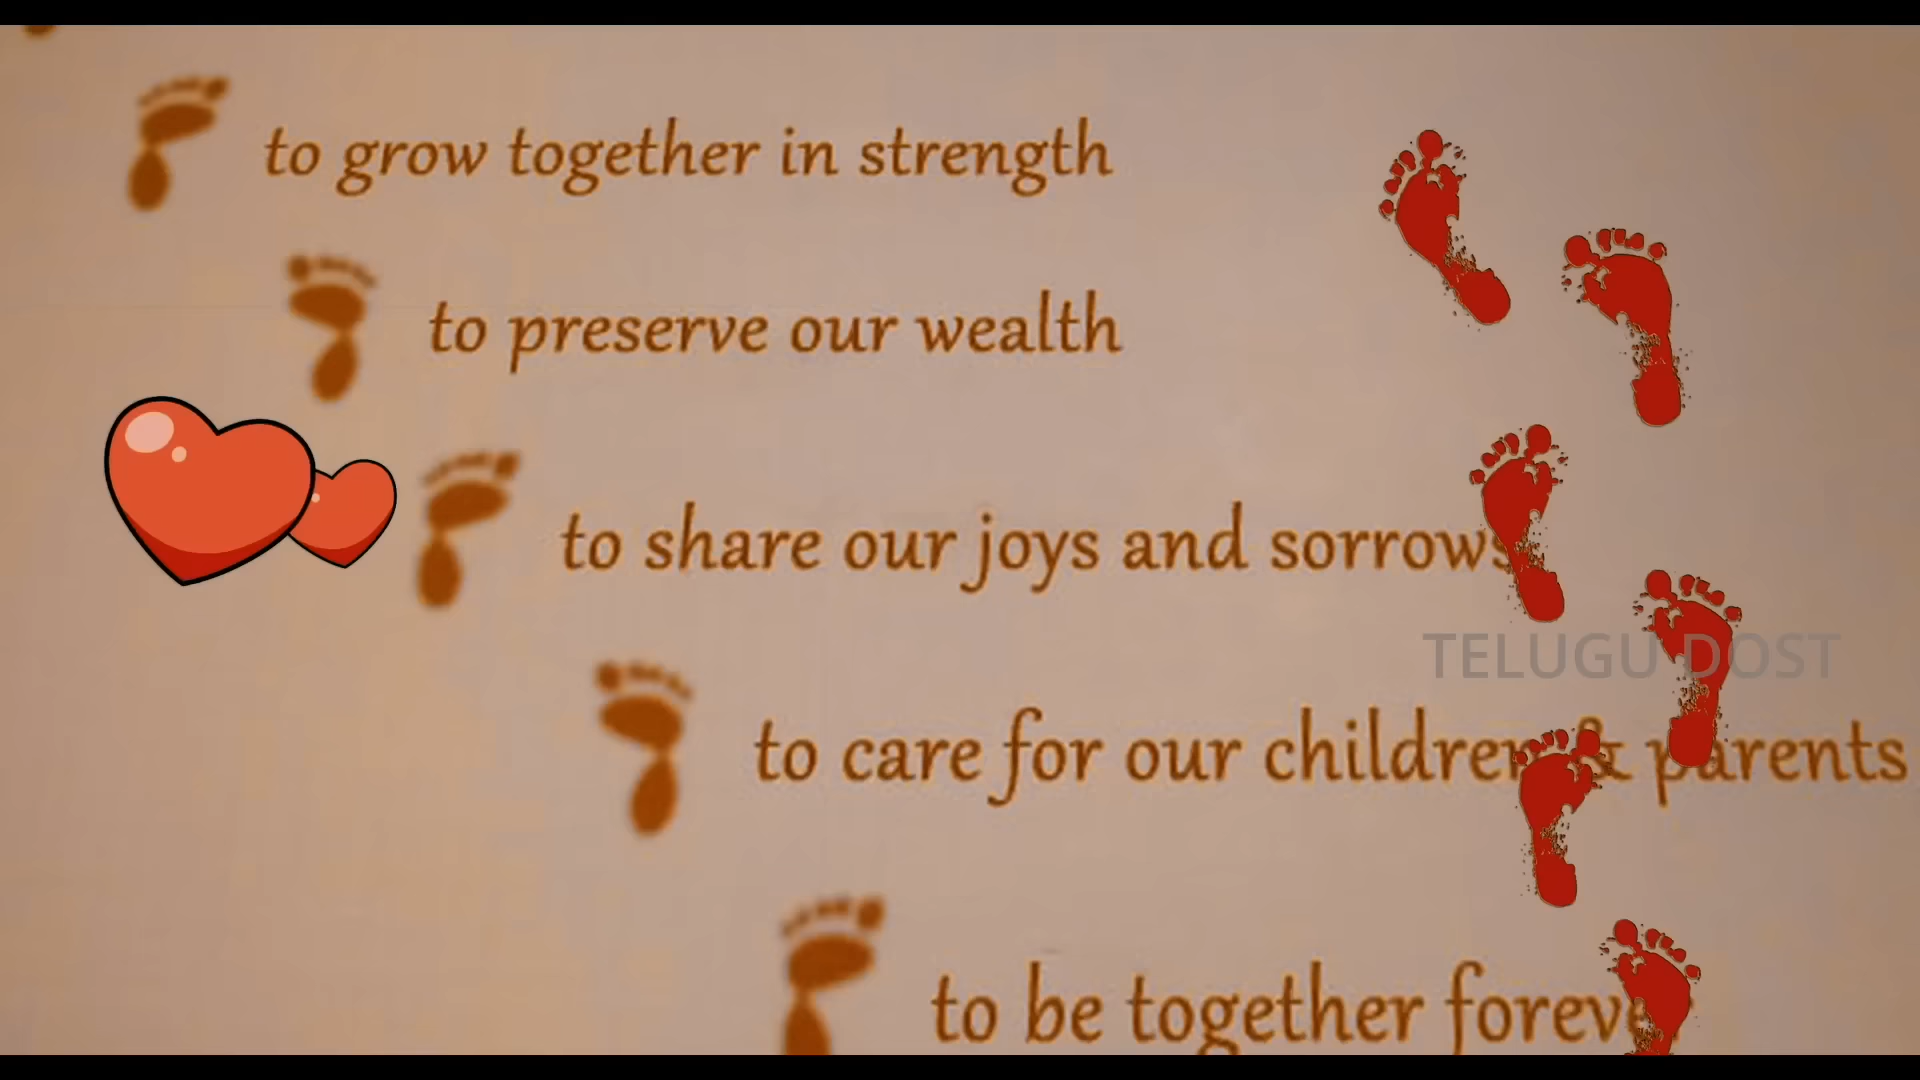 to grow together in strength
to preserve our wealth
to share our joys and sorrows
TELUGU DOST
to care for our children & parents
to be together foreve